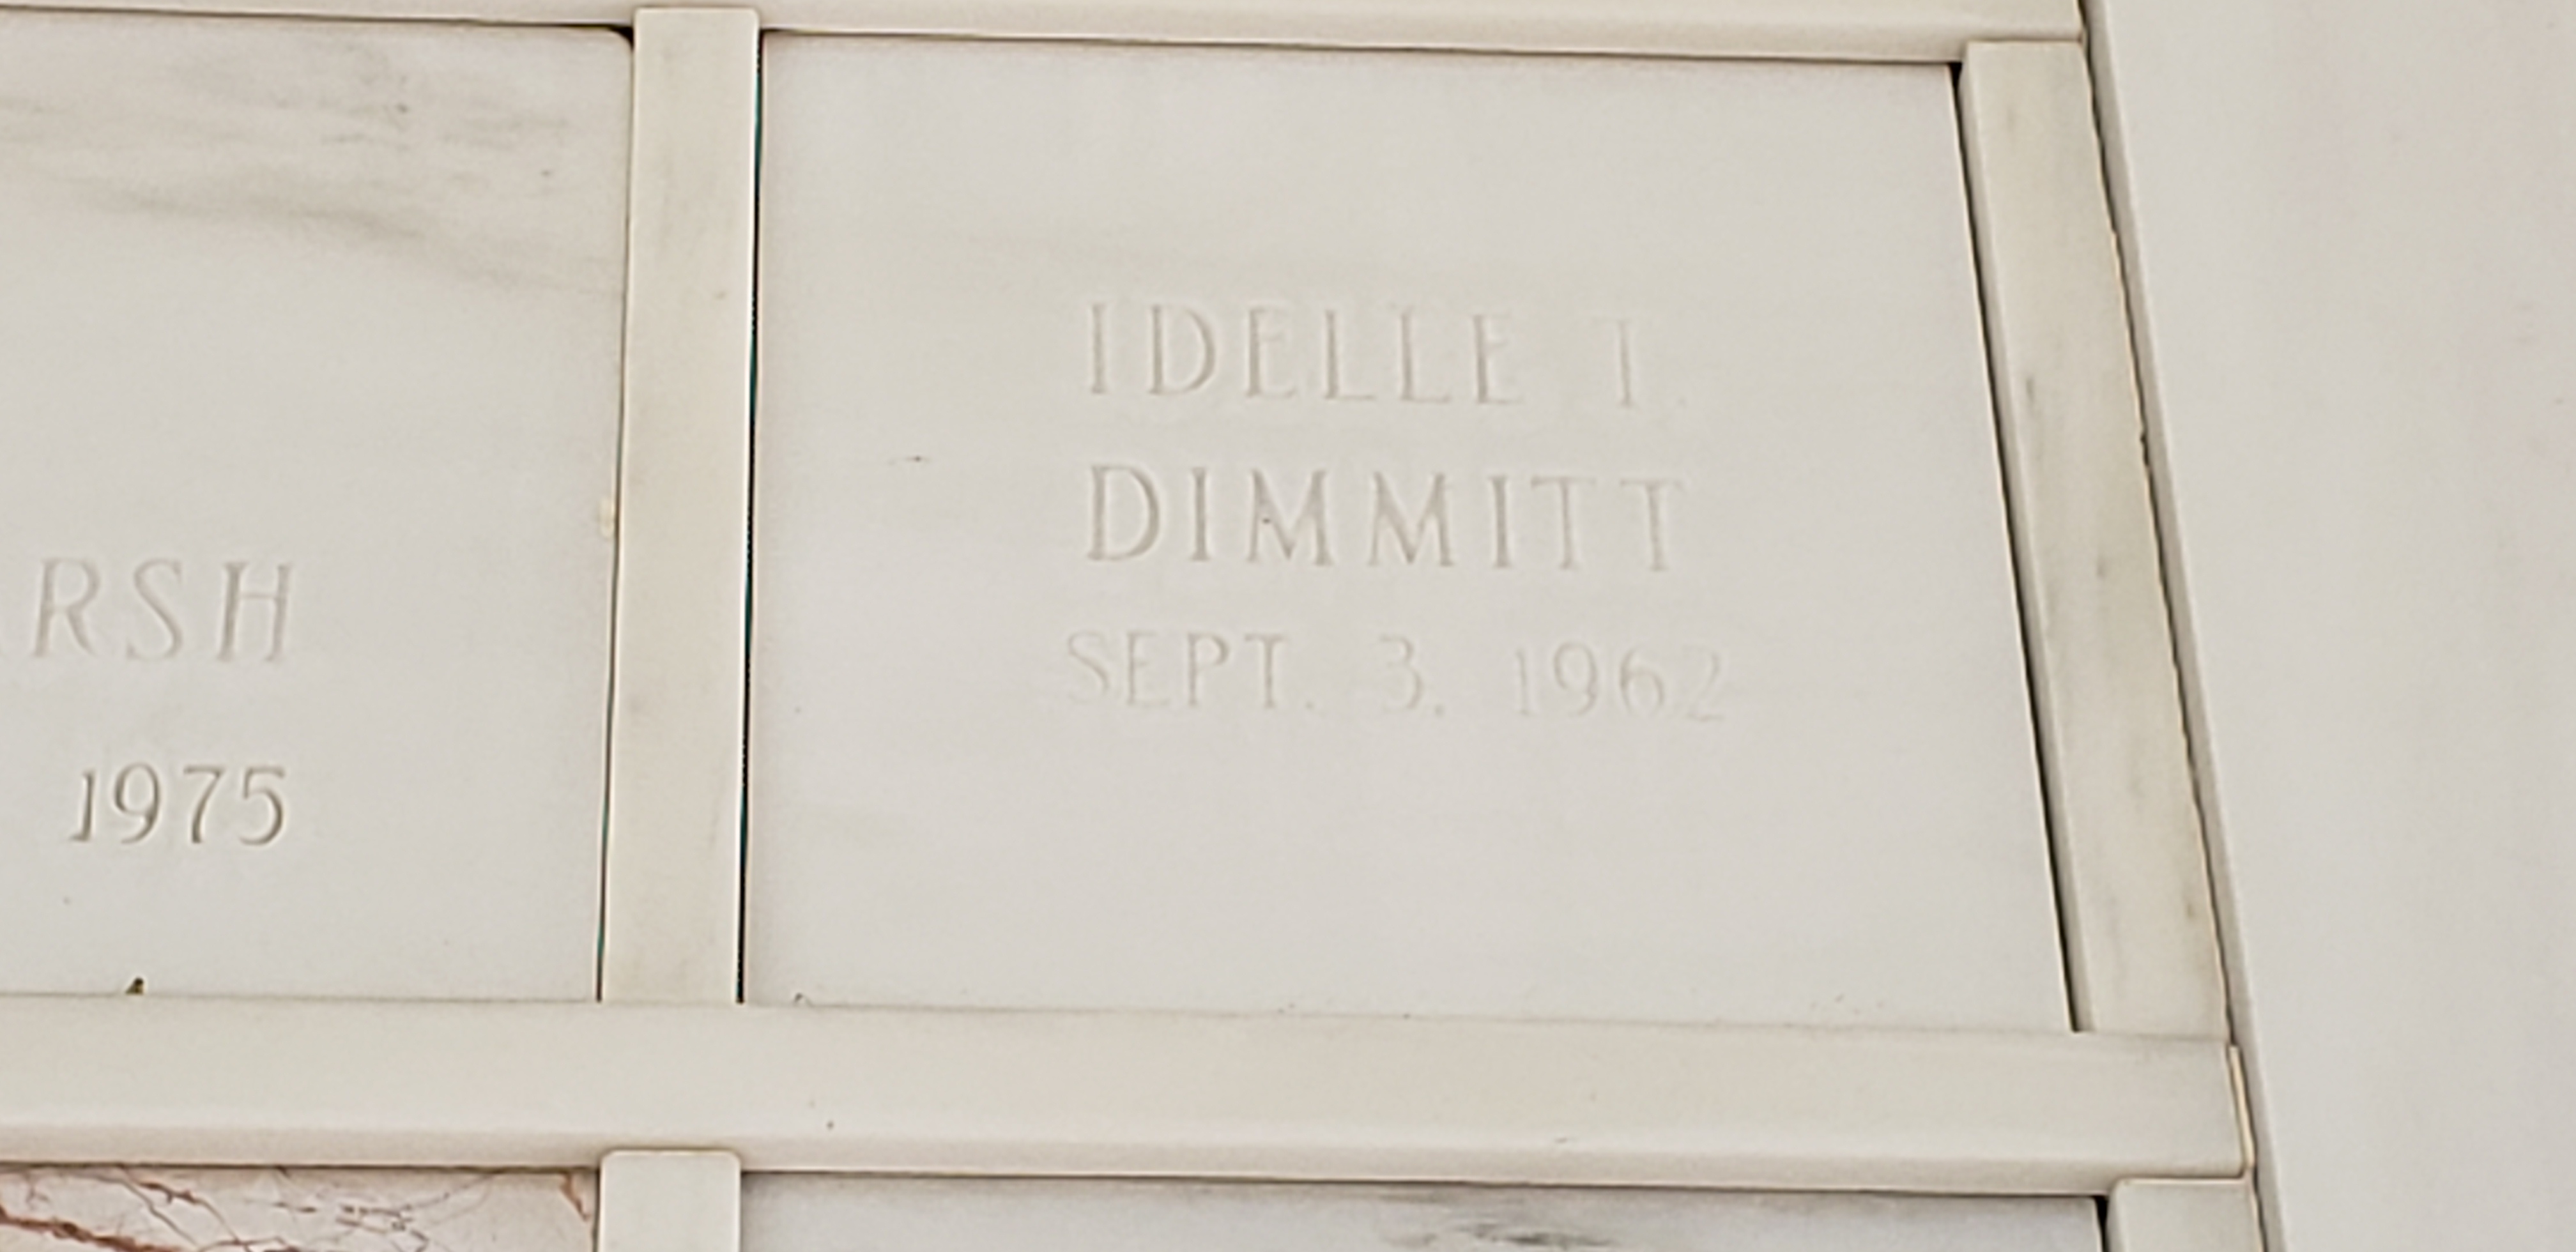 RSH
1975
IDELLE T.
DIMMITT
SEPT. 3. 1962